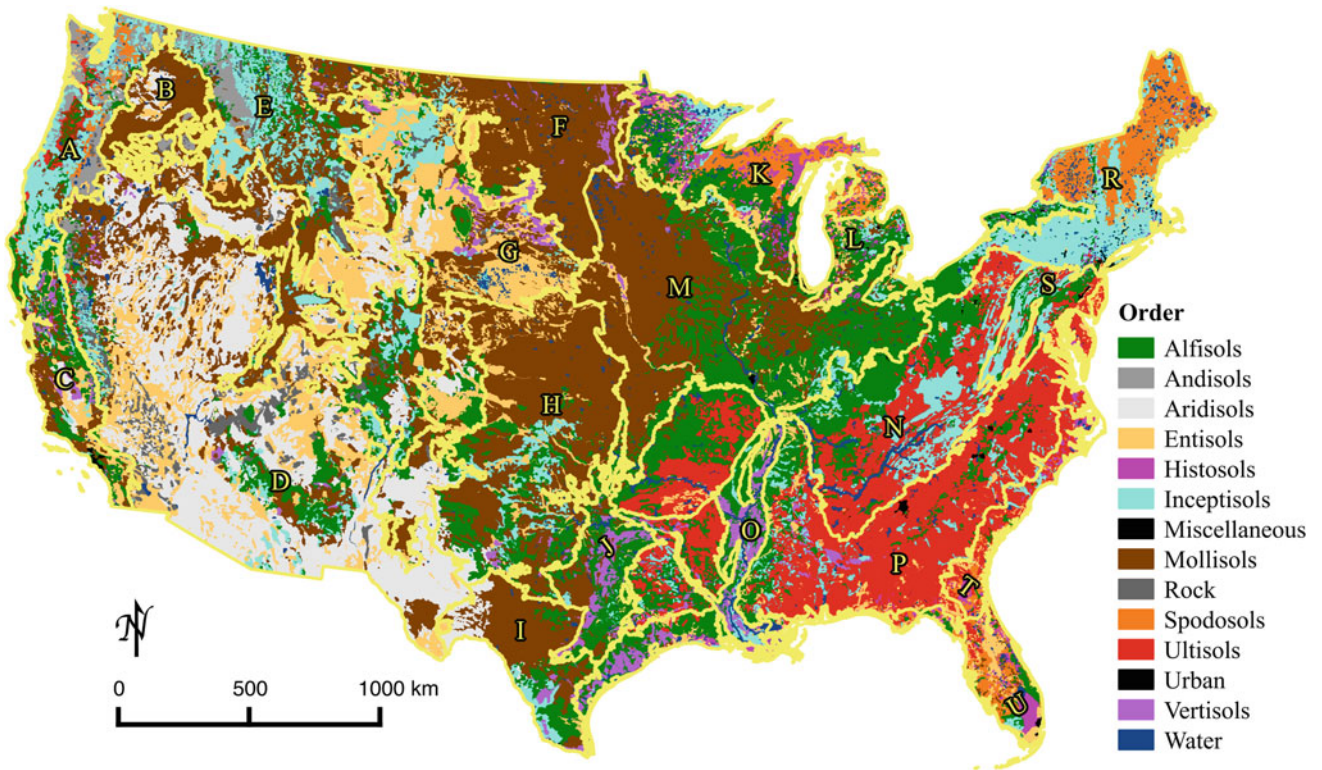 B
E
F
A
K
R
L
G
M
S
Order
Alfisols
Andisols
Aridisols
Entisols
Histosols
Inceptisols
Miscellaneous
Mollisols
Rock
Spodosols
Ultisols
Urban
Vertisols
Water
C
H
N
D
O
J
P
T
I
U
N
0 500 1000 km